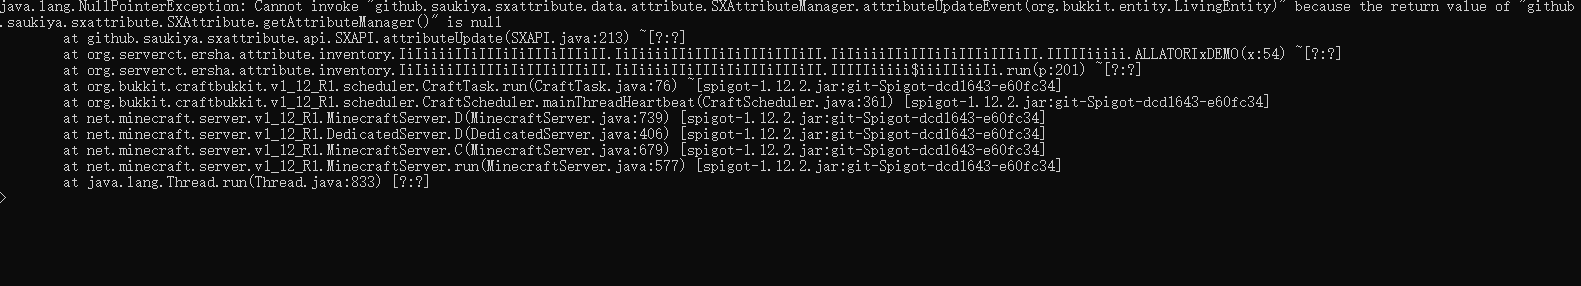 java.lang.NullPointerException: Cannot invoke "github.saukiya.sxattribute.data.attribute.SXAttributeManager.attributeUpdateEvent(org.bukkit.entity.LivingEntity)" because the return value of "github
.saukiya.sxattribute.SXAttribute.getAttributeManager()" is null
at github.saukiya.sxattribute.api.SXAPI.attributeUpdate(SXAPI.java:213) ~[?:?]
at org.serverct.ersha.attribute.inventory.IiIiiiiIIiIIIIiIiIIIiIIIiII.IiIiiiiIIiIIIIiIiIIIiIIIiII.IiIiiiiIIiIIIIiIiIIIiIIIiII.IIIIIiiiii.ALLATORIxDEMO(x:54) ~[?:?]
at org.serverct.ersha.attribute.inventory.IiIiiiiIIiIIIIiIiIIIiIIIiII.IiIiiiiIIiIIIIiIiIIIiIIIiII.IIIIIiiiii$iiiIIiiiIi.run(p:201) ~[?:?]
at org.bukkit.craftbukkit.v1_12_R1.scheduler.CraftTask.run(CraftTask.java:76) ~[spigot-1.12.2.jar:git-Spigot-dcd1643-e60fc34]
at org.bukkit.craftbukkit.v1_12_R1.scheduler.CraftScheduler.mainThreadHeartbeat(CraftScheduler.java:361) [spigot-1.12.2.jar:git-Spigot-dcd1643-e60fc34]
at net.minecraft.server.v1_12_R1.MinecraftServer.D(MinecraftServer.java:739) [spigot-1.12.2.jar:git-Spigot-dcd1643-e60fc34]
at net.minecraft.server.v1_12_R1.DedicatedServer.D(DedicatedServer.java:406) [spigot-1.12.2.jar:git-Spigot-dcd1643-e60fc34]
at net.minecraft.server.v1_12_R1.MinecraftServer.C(MinecraftServer.java:679) [spigot-1.12.2.jar:git-Spigot-dcd1643-e60fc34]
at net.minecraft.server.v1_12_R1.MinecraftServer.run(MinecraftServer.java:577) [spigot-1.12.2.jar:git-Spigot-dcd1643-e60fc34]
at java.lang.Thread.run(Thread.java:833) [?:?]
>